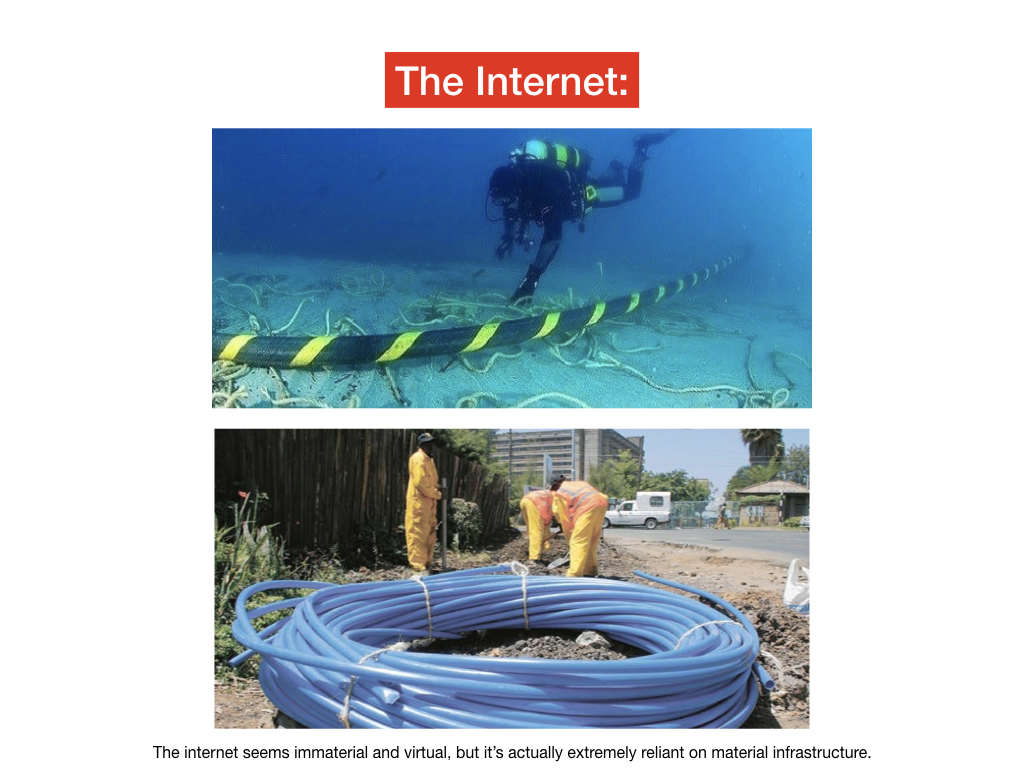 The Internet:
The internet seems immaterial and virtual, but it’s actually extremely reliant on material infrastructure.